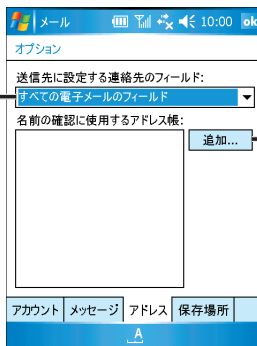 メール 10:00 ok
オプション
送信先に設定する連絡先のフィールド:
すべての電子メールのフィールド
名前の確認に使用するアドレス帳:
追加...
アカウント メッセージ アドレス 保存場所
A